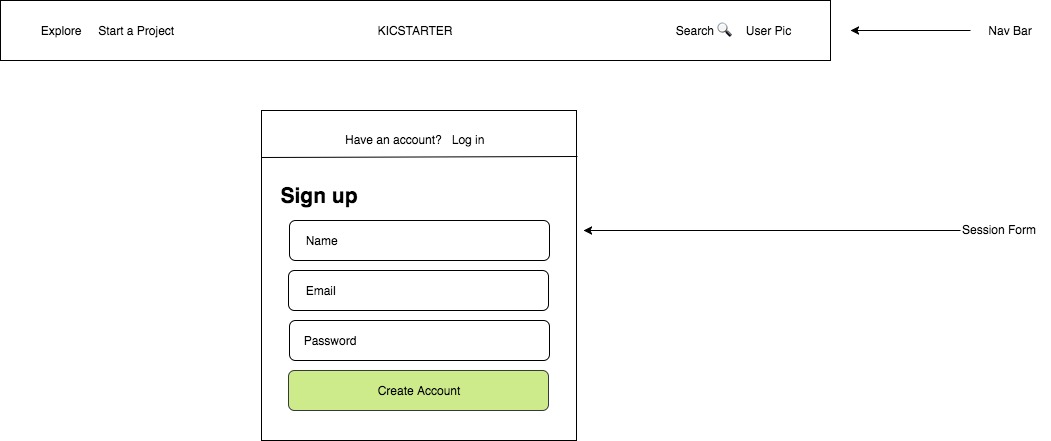 Explore Start a Project KICSTARTER Search User Pic Nav Bar
Have an account? Log in
Sign up
Name
Session Form
Email
Password
Create Account